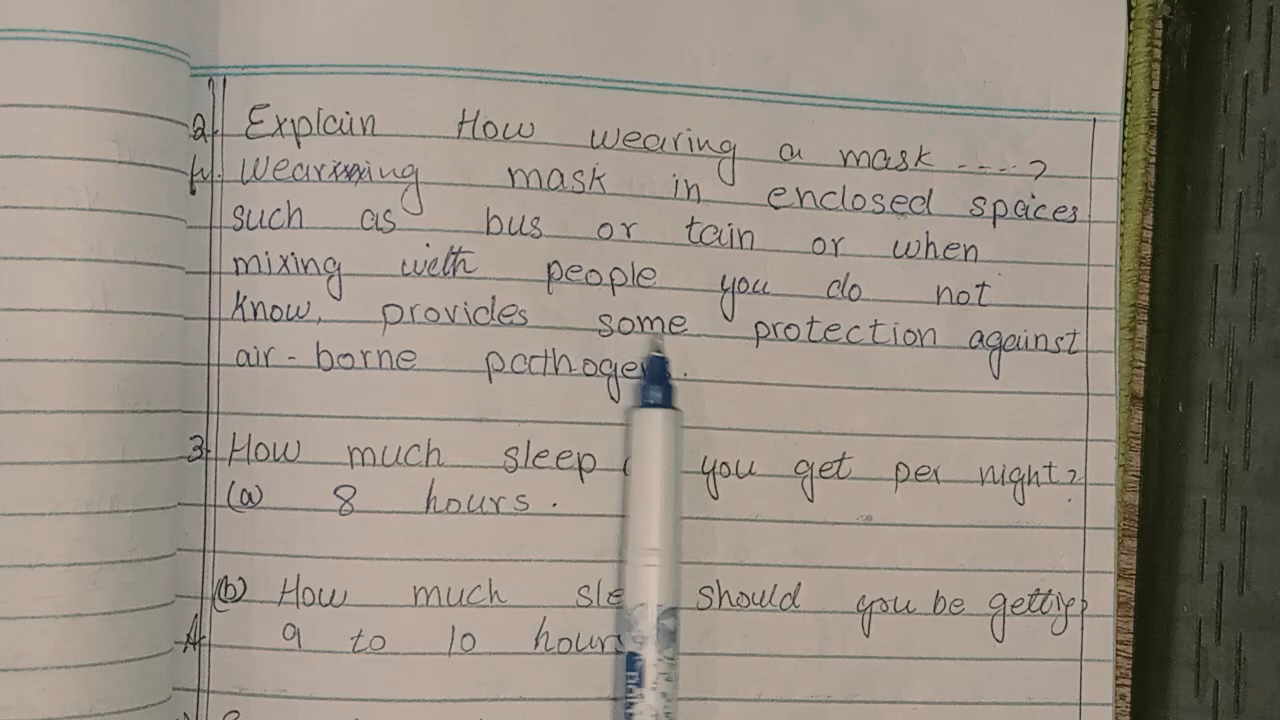 2. Explain How wearing a mask ----?
A. Wearing mask in enclosed spaces
such as bus or tain or when
mixing with people you do not
know, provides some protection against
air-borne
3. How much sleep you get per night?
(a) 8 hours.
(b) How much should you be getting?
A. 9 to 10 hours